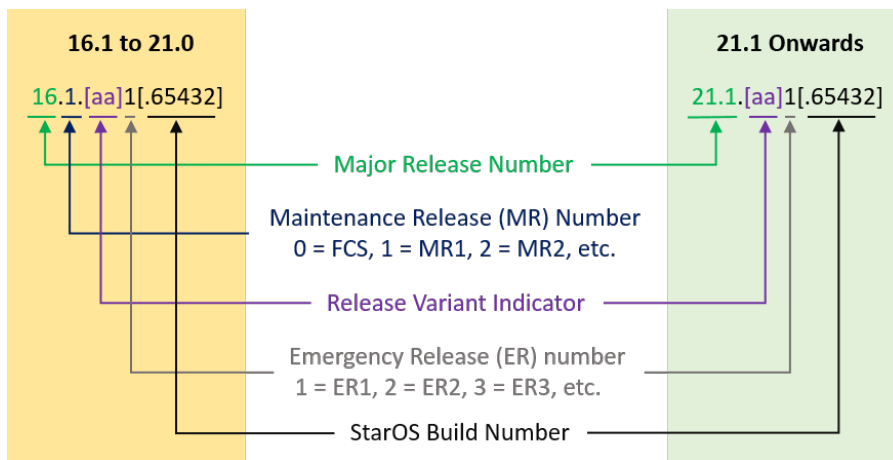 16.1 to 21.0
21.1 Onwards
16.1.[aa]1[.65432]
21.1.[aa]1[.65432]
Major Release Number
Maintenance Release (MR) Number
0 = FCS, 1 = MR1, 2 = MR2, etc.
Release Variant Indicator
Emergency Release (ER) number
1 = ER1, 2 = ER2, 3 = ER3, etc.
StarOS Build Number